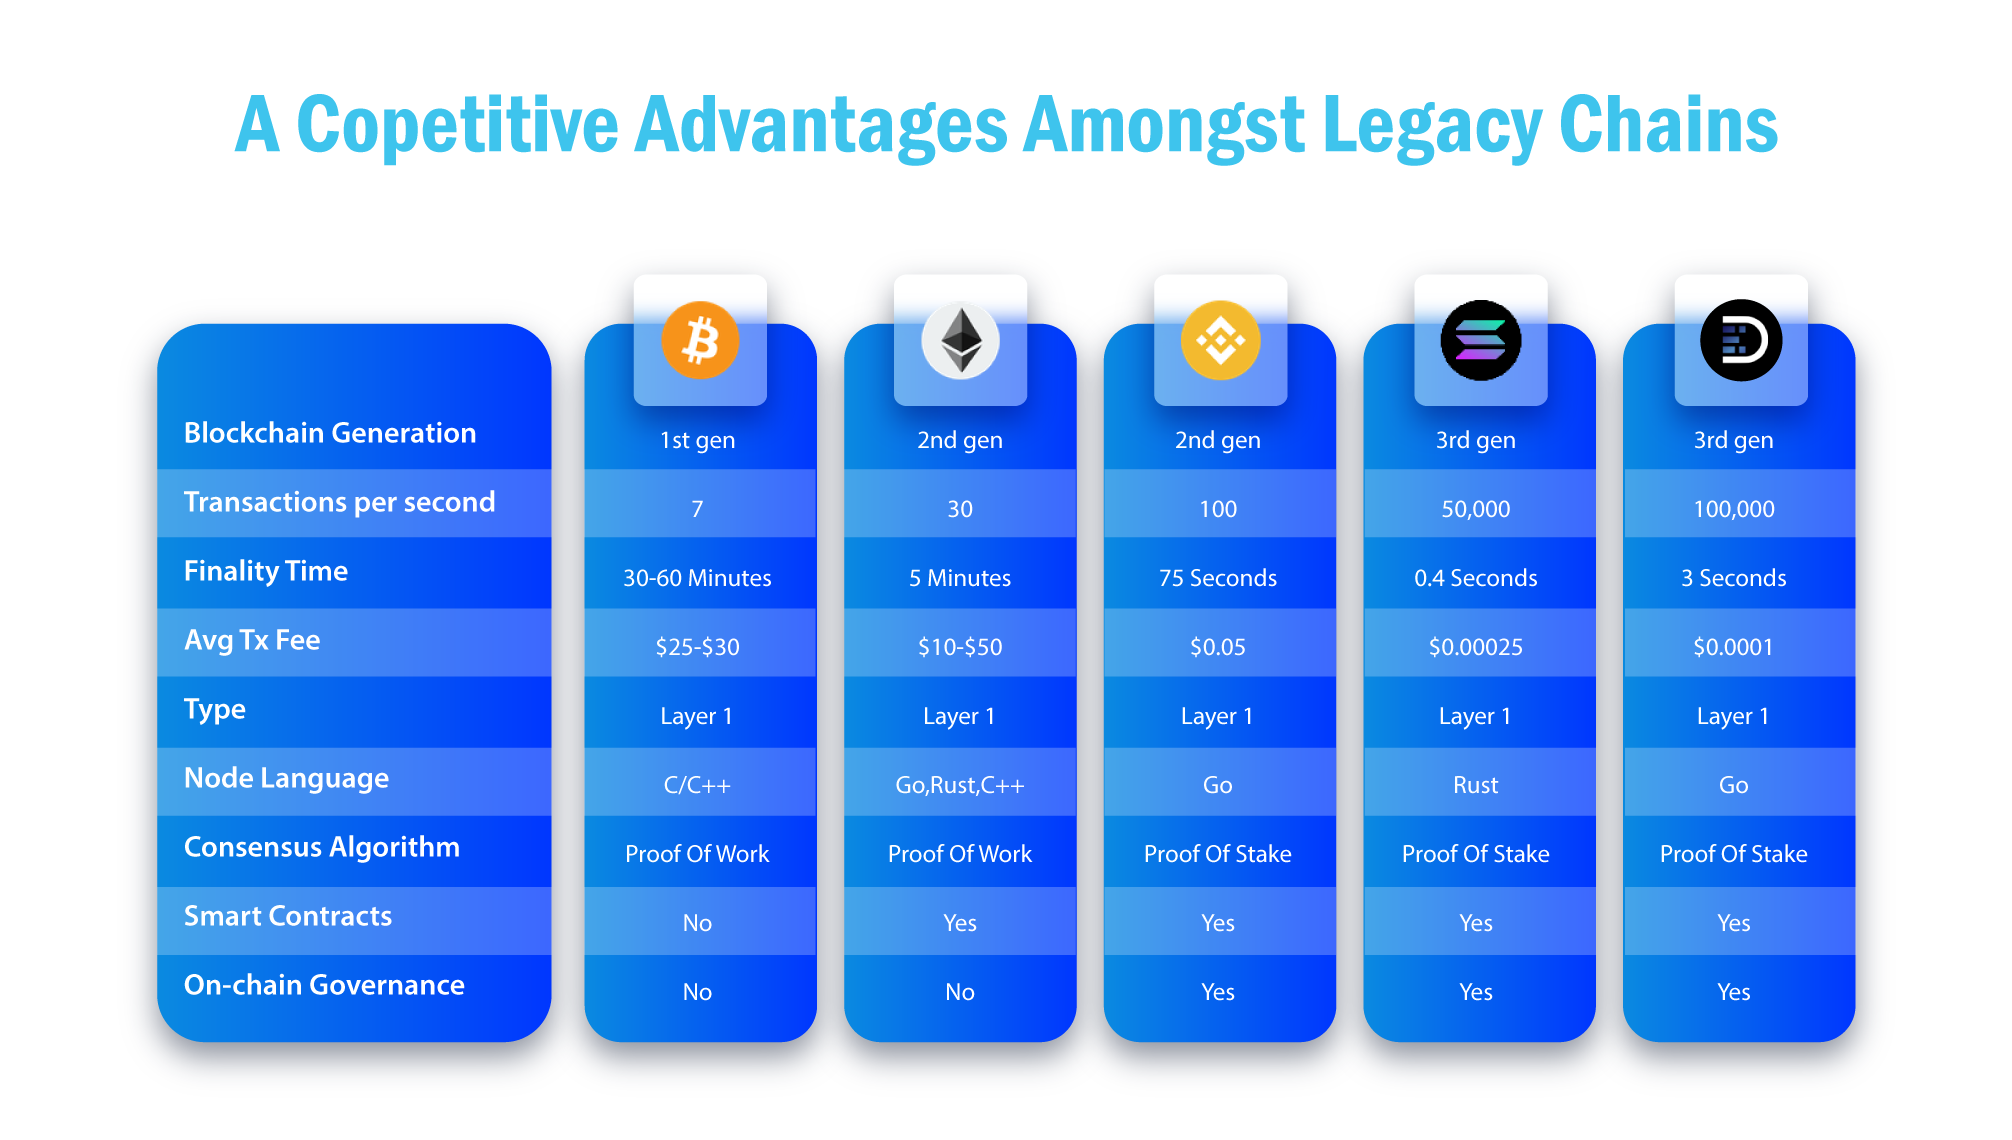 A Copetitive Advantages Amongst Legacy Chains
Blockchain Generation 1st gen 2nd gen 2nd gen 3rd gen 3rd gen
Transactions per second 7 30 100 50,000 100,000
Finality Time 30-60 Minutes 5 Minutes 75 Seconds 0.4 Seconds 3 Seconds
Avg Tx Fee $25-$30 $10-$50 $0.05 $0.00025 $0.0001
Type Layer 1 Layer 1 Layer 1 Layer 1 Layer 1
Node Language C/C++ Go,Rust,C++ Go Rust Go
Consensus Algorithm Proof Of Work Proof Of Work Proof Of Stake Proof Of Stake Proof Of Stake
Smart Contracts No Yes Yes Yes Yes
On-chain Governance No No Yes Yes Yes